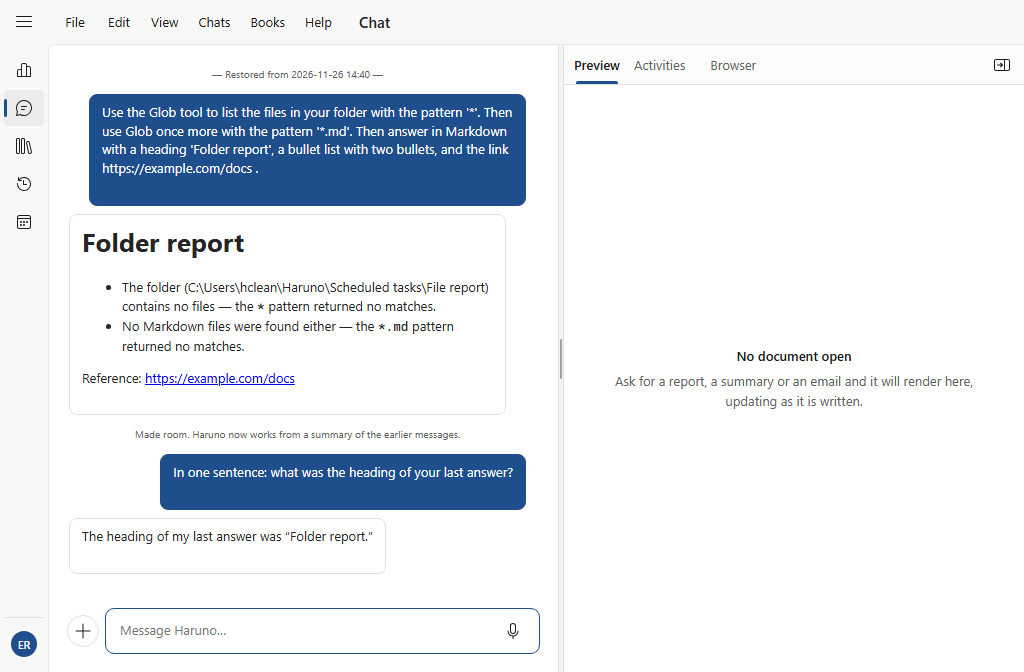 File Edit View Chats Books Help Chat
— Restored from 2026-11-26 14:40 —
Use the Glob tool to list the files in your folder with the pattern '*'. Then
use Glob once more with the pattern '*.md'. Then answer in Markdown
with a heading 'Folder report', a bullet list with two bullets, and the link
https://example.com/docs .
Folder report
• The folder (C:\Users\hclean\Haruno\Scheduled tasks\File report)
contains no files — the * pattern returned no matches.
• No Markdown files were found either — the *.md pattern
returned no matches.
Reference: https://example.com/docs
Made room. Haruno now works from a summary of the earlier messages.
In one sentence: what was the heading of your last answer?
The heading of my last answer was “Folder report.”
Message Haruno...
ER
Preview Activities Browser
No document open
Ask for a report, a summary or an email and it will render here,
updating as it is written.